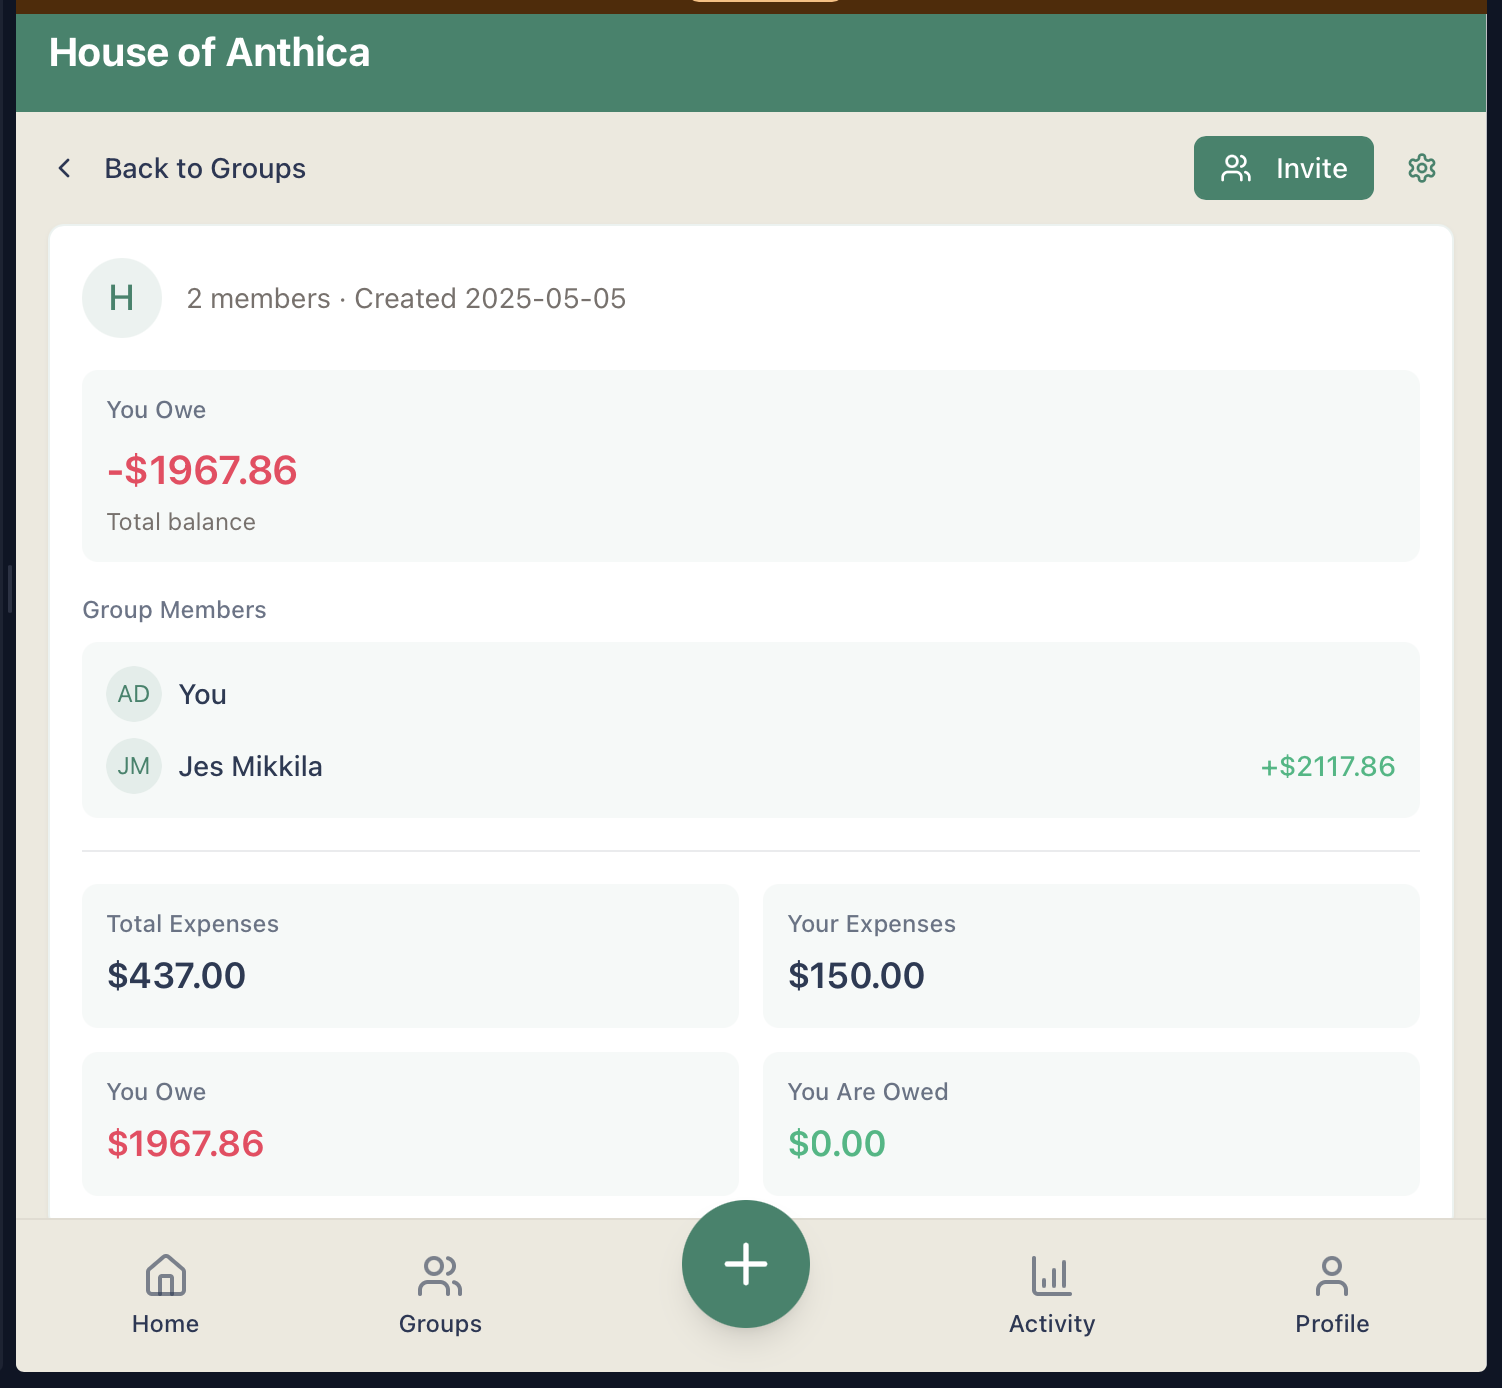 House of Anthica
Back to Groups
Invite
H
2 members · Created 2025-05-05
You Owe
-$1967.86
Total balance
Group Members
AD You
JM Jes Mikkila +$2117.86
Total Expenses
$437.00
Your Expenses
$150.00
You Owe
$1967.86
You Are Owed
$0.00
Home
Groups
Activity
Profile